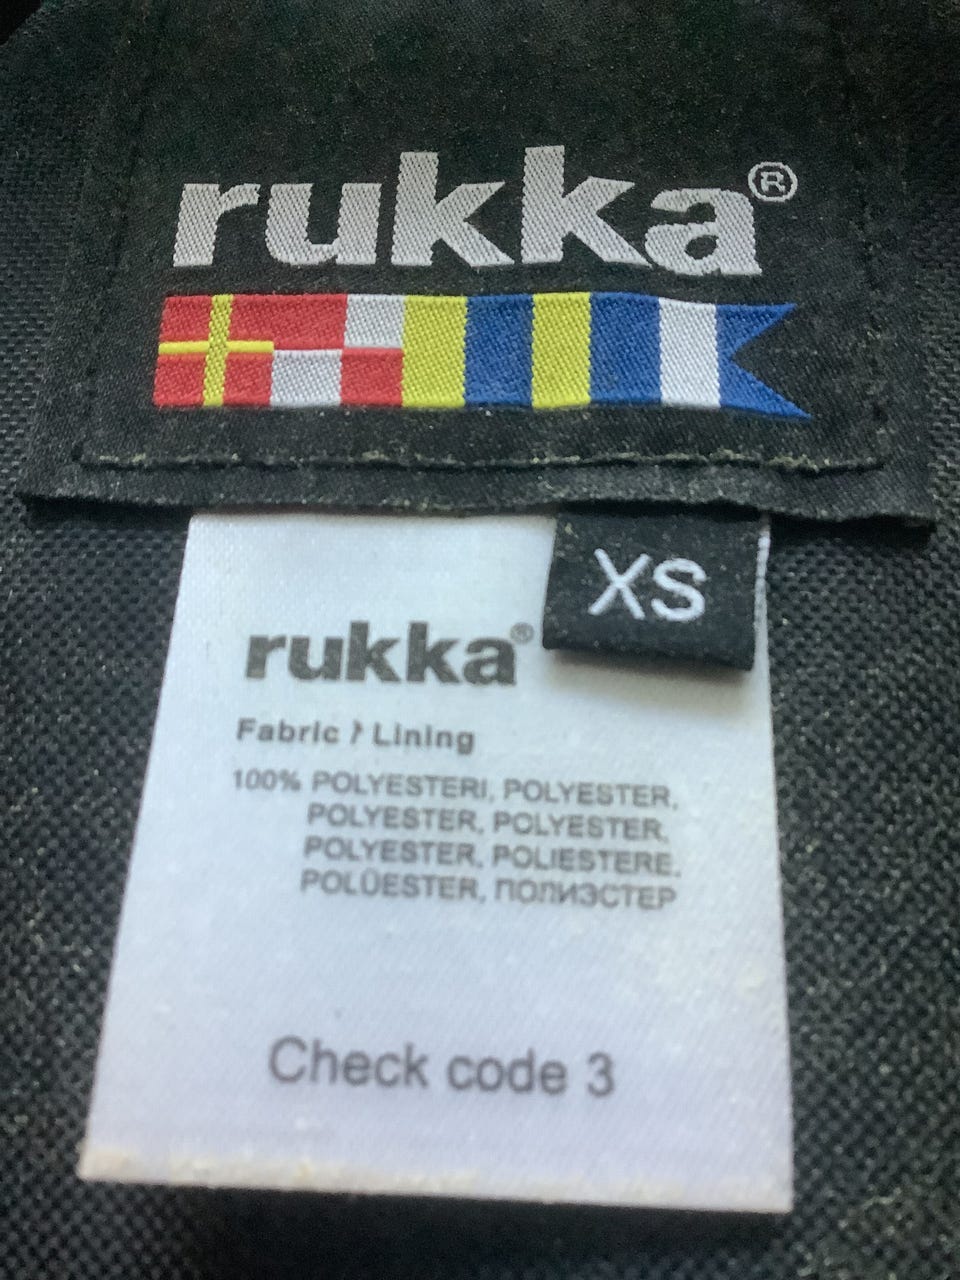 rukka®
XS
rukka®
Fabric / Lining
100% POLYESTERI, POLYESTER,
POLYESTER, POLYESTER,
POLYESTER, POLIESTERE,
POLÜESTER, ПОЛИЭСТЕР
Check code 3